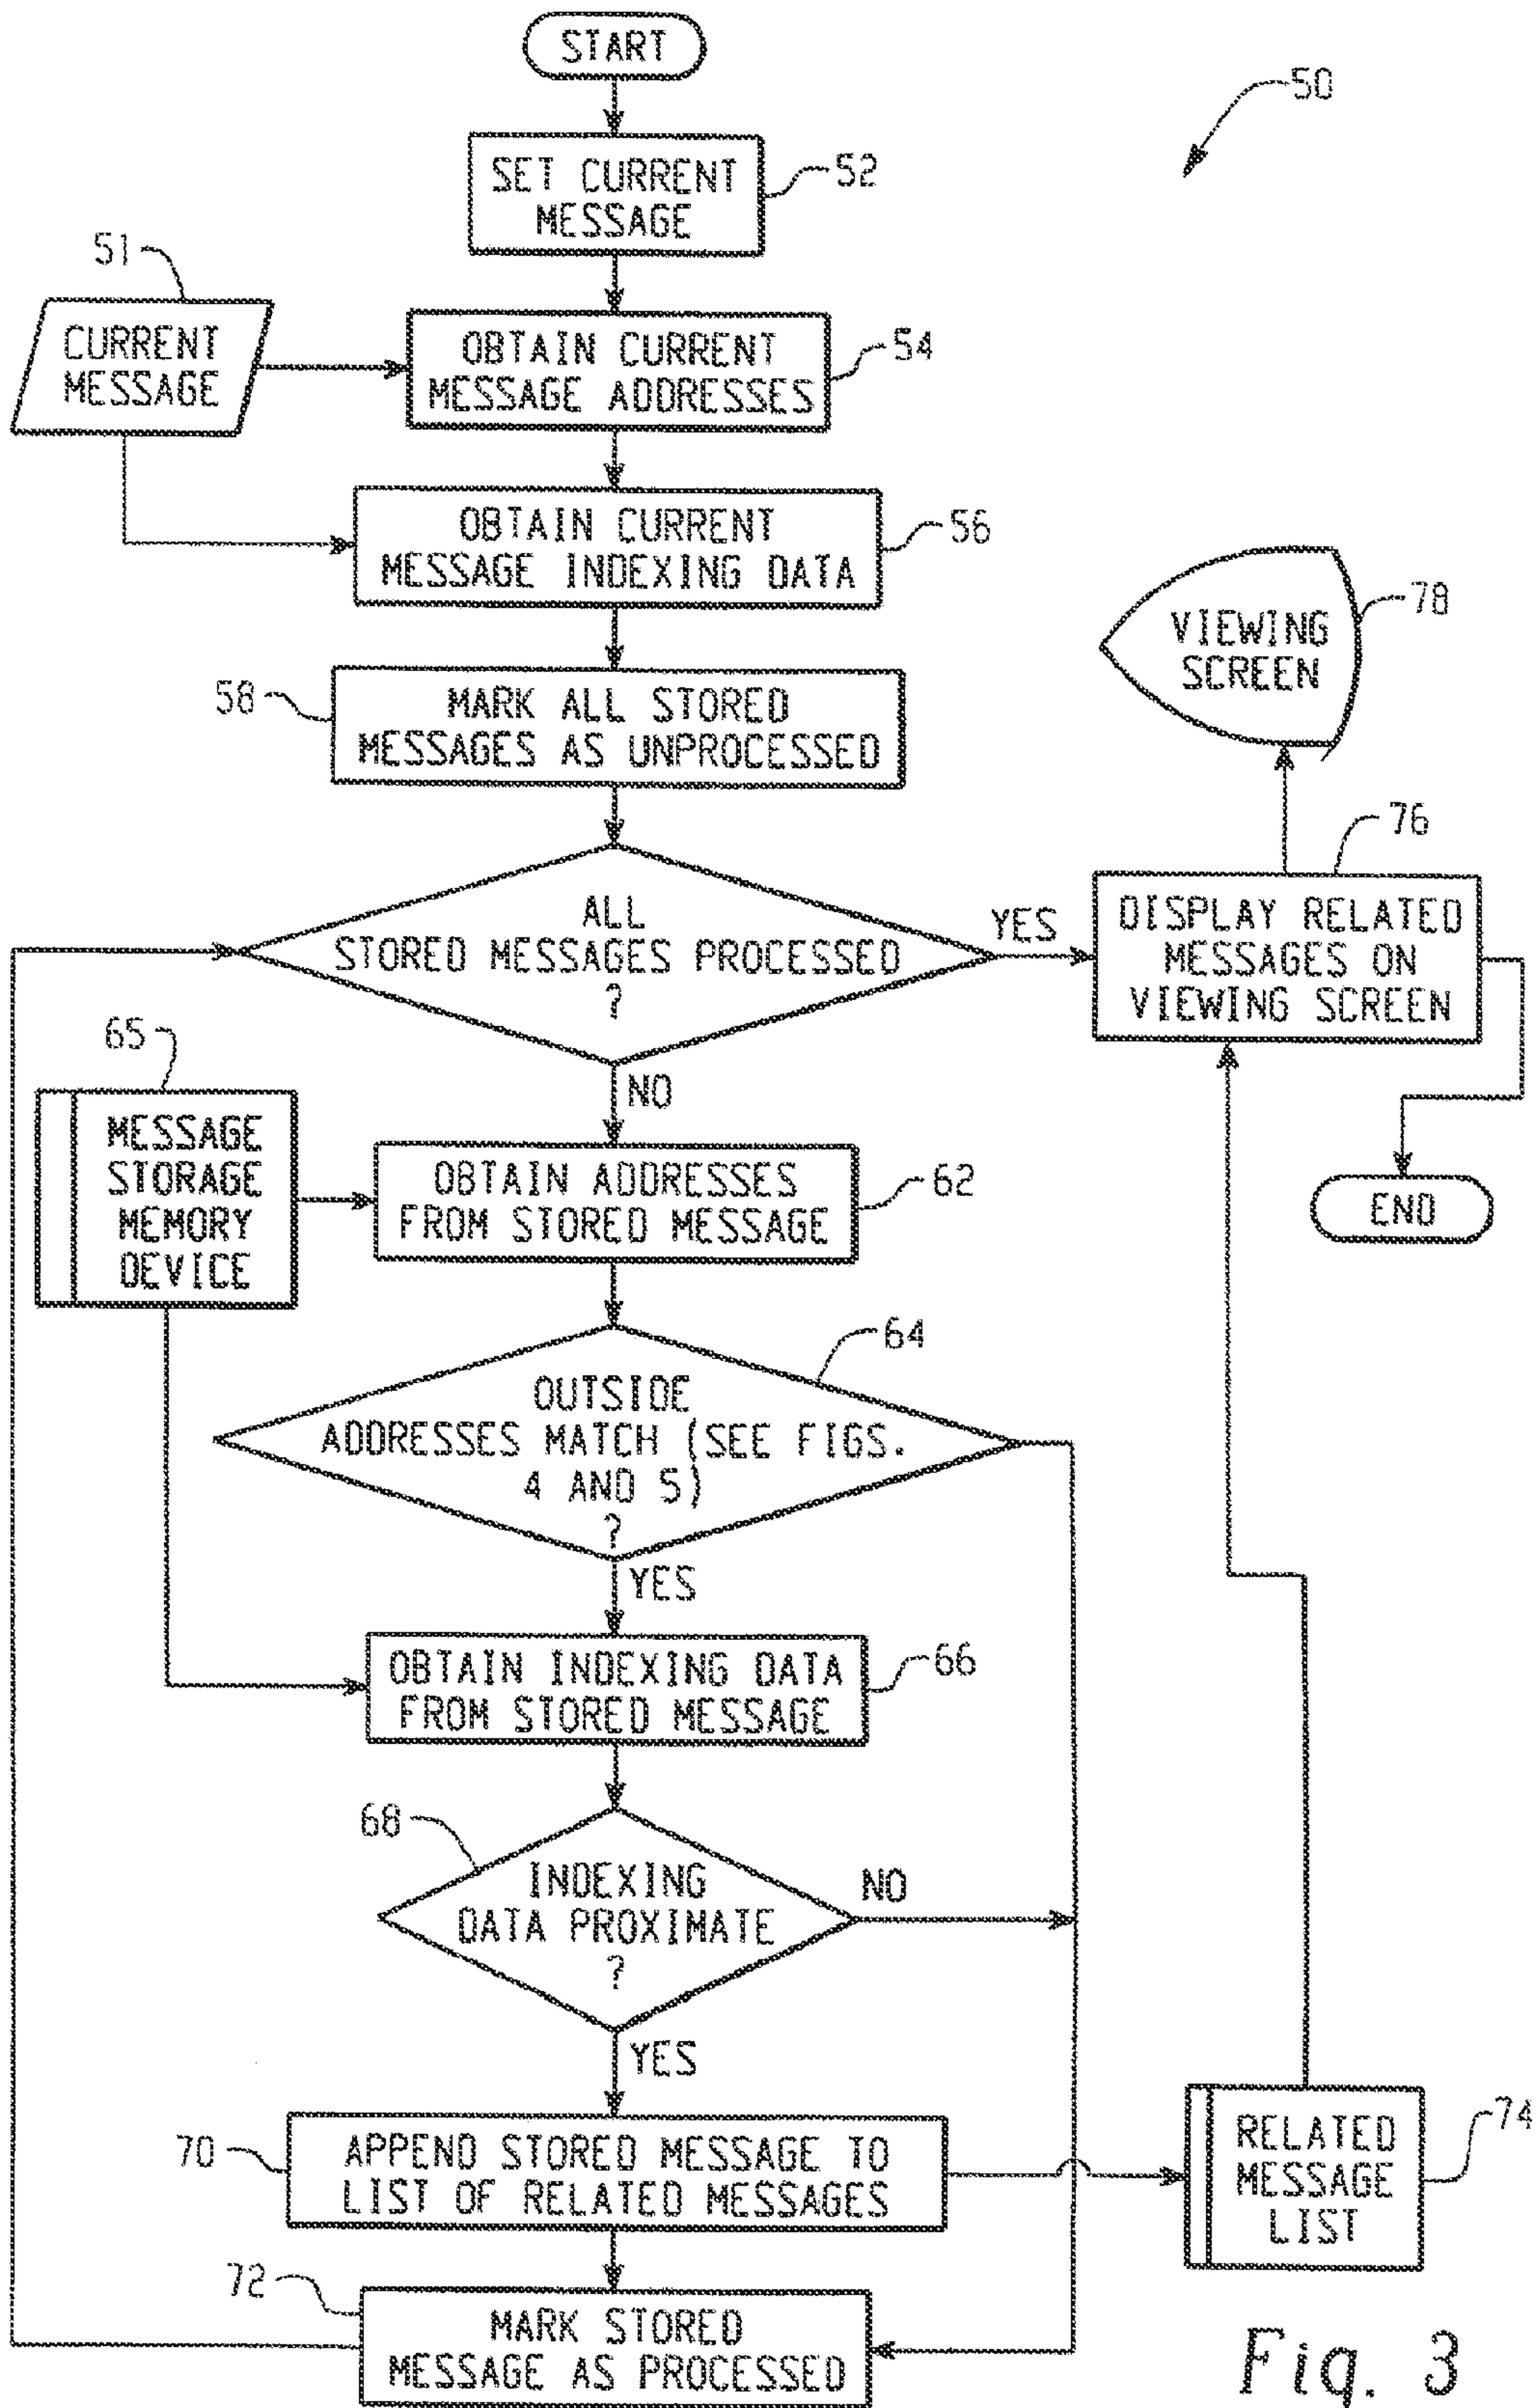 START
50
SET CURRENT
MESSAGE
52
51
CURRENT
MESSAGE
OBTAIN CURRENT
MESSAGE ADDRESSES
54
OBTAIN CURRENT
MESSAGE INDEXING DATA
56
VIEWING
SCREEN
78
58
MARK ALL STORED
MESSAGES AS UNPROCESSED
76
ALL
STORED MESSAGES PROCESSED
?
YES
DISPLAY RELATED
MESSAGES ON
VIEWING SCREEN
NO
65
MESSAGE
STORAGE
MEMORY
DEVICE
OBTAIN ADDRESSES
FROM STORED MESSAGE
62
END
64
OUTSIDE
ADDRESSES MATCH (SEE FIGS.
4 AND 5)
?
YES
OBTAIN INDEXING DATA
FROM STORED MESSAGE
66
68
INDEXING
DATA PROXIMATE
?
NO
YES
70
APPEND STORED MESSAGE TO
LIST OF RELATED MESSAGES
RELATED
MESSAGE
LIST
74
72
MARK STORED
MESSAGE AS PROCESSED
Fig. 3